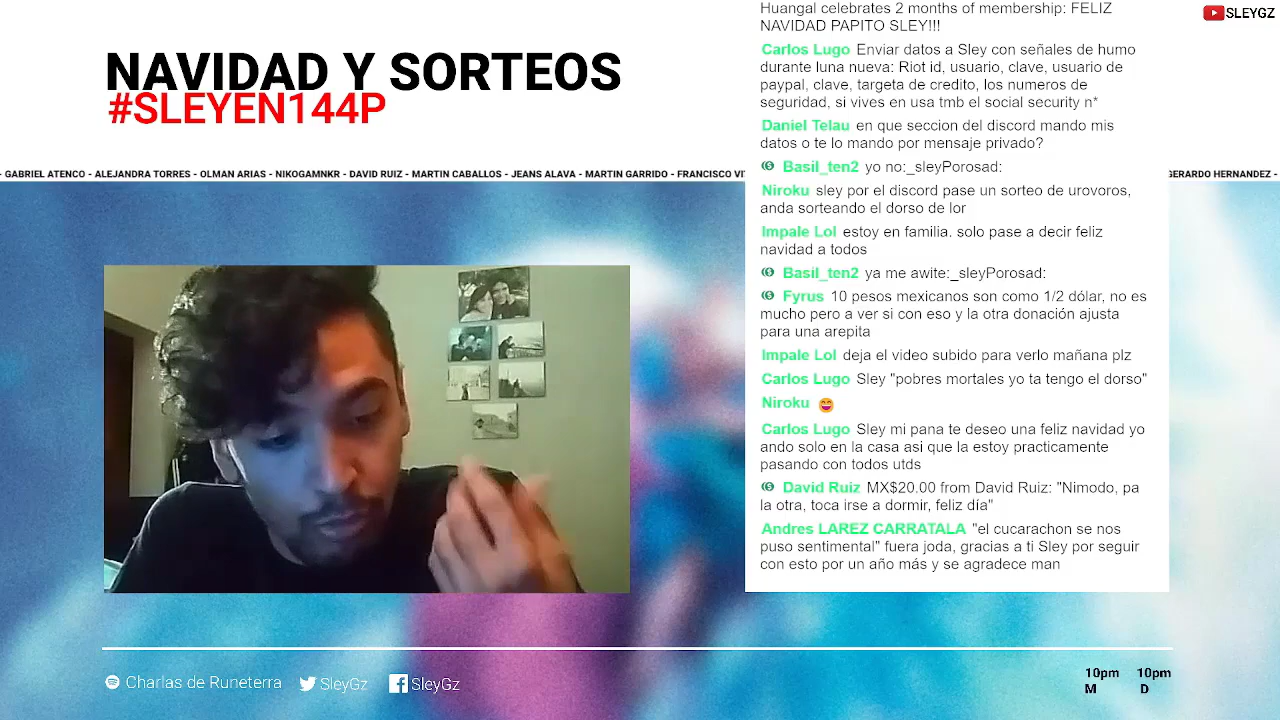 SLEYGZ
NAVIDAD Y SORTEOS
#SLEYEN144P
- GABRIEL ATENCO - ALEJANDRA TORRES - OLMAN ARIAS - NIKOGAMNKR - DAVID RUIZ - MARTIN CABALLOS - JEANS ALAVA - MARTIN GARRIDO - FRANCISCO
GERARDO HERNANDEZ -
Huangal celebrates 2 months of membership: FELIZ
NAVIDAD PAPITO SLEY!!!
Carlos Lugo Enviar datos a Sley con señales de humo
durante luna nueva: Riot id, usuario, clave, usuario de
paypal, clave, targeta de credito, los numeros de
seguridad, si vives en usa tmb el social security n*
Daniel Telau en que seccion del discord mando mis
datos o te lo mando por mensaje privado?
Basil_ten2 yo no:_sleyPorosad:
Niroku sley por el discord pase un sorteo de urovoros,
anda sorteando el dorso de lor
Impale Lol estoy en familia. solo pase a decir feliz
navidad a todos
Basil_ten2 ya me awite:_sleyPorosad:
Fyrus 10 pesos mexicanos son como 1/2 dólar, no es
mucho pero a ver si con eso y la otra donación ajusta
para una arepita
Impale Lol deja el video subido para verlo mañana plz
Carlos Lugo Sley "pobres mortales yo ta tengo el dorso"
Niroku 😄
Carlos Lugo Sley mi pana te deseo una feliz navidad yo
ando solo en la casa asi que la estoy practicamente
pasando con todos utds
David Ruiz MX$20.00 from David Ruiz: "Nimodo, pa
la otra, toca irse a dormir, feliz día"
Andres LAREZ CARRATALA "el cucarachon se nos
puso sentimental" fuera joda, gracias a ti Sley por seguir
con esto por un año más y se agradece man
Charlas de Runeterra SleyGz SleyGz
10pm 10pm
M D